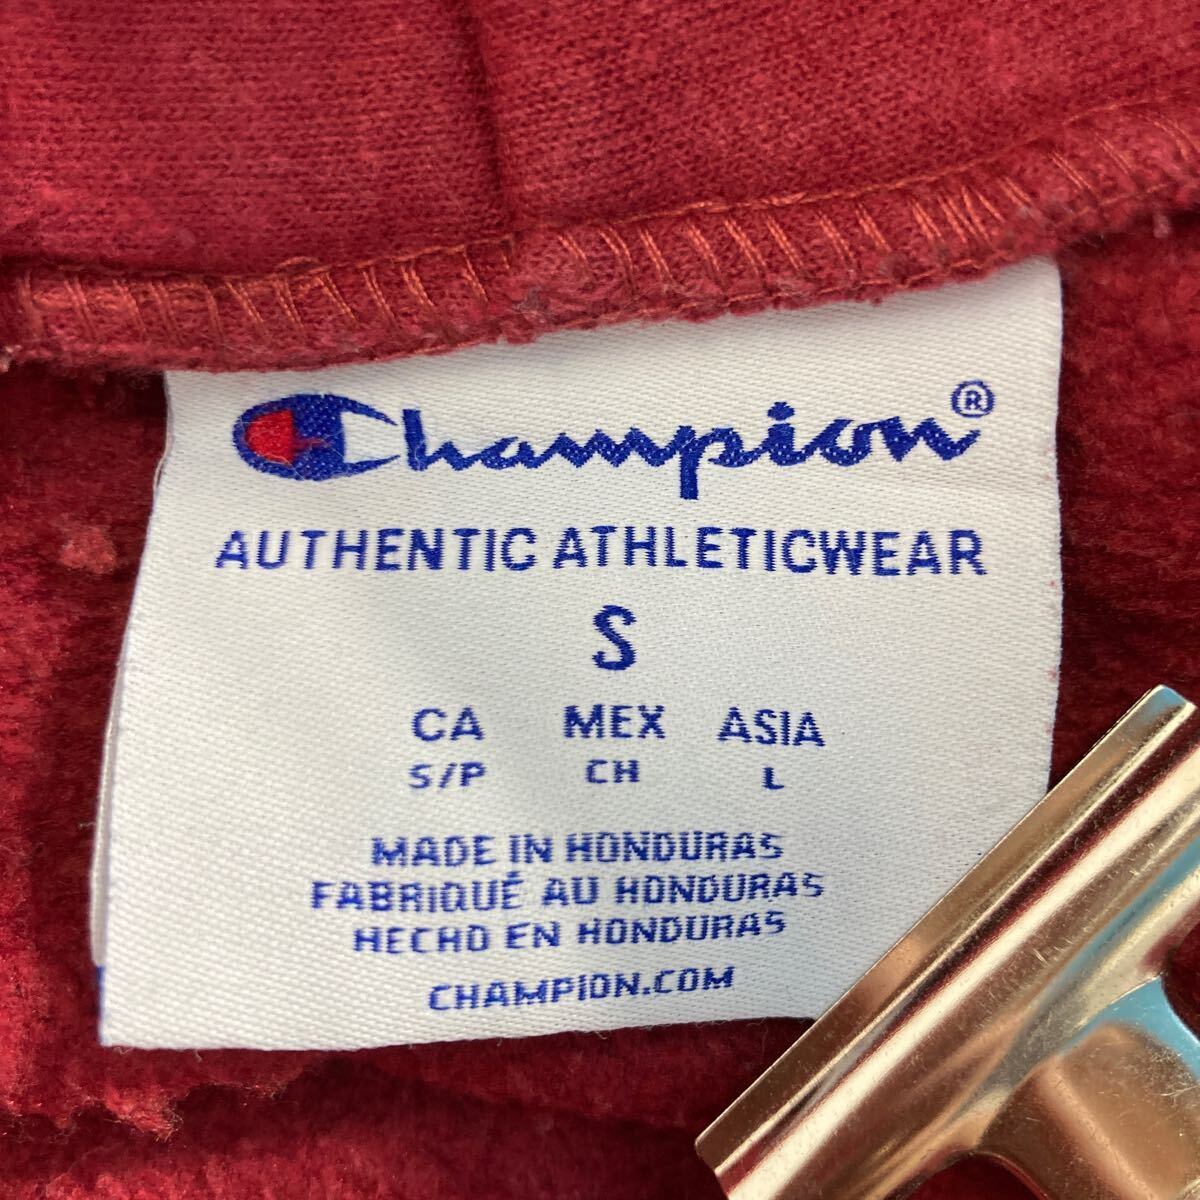 Champion®
AUTHENTIC ATHLETICWEAR
S
CA MEX ASIA
S/P CH L
MADE IN HONDURAS
FABRIQUÉ AU HONDURAS
HECHO EN HONDURAS
CHAMPION.COM